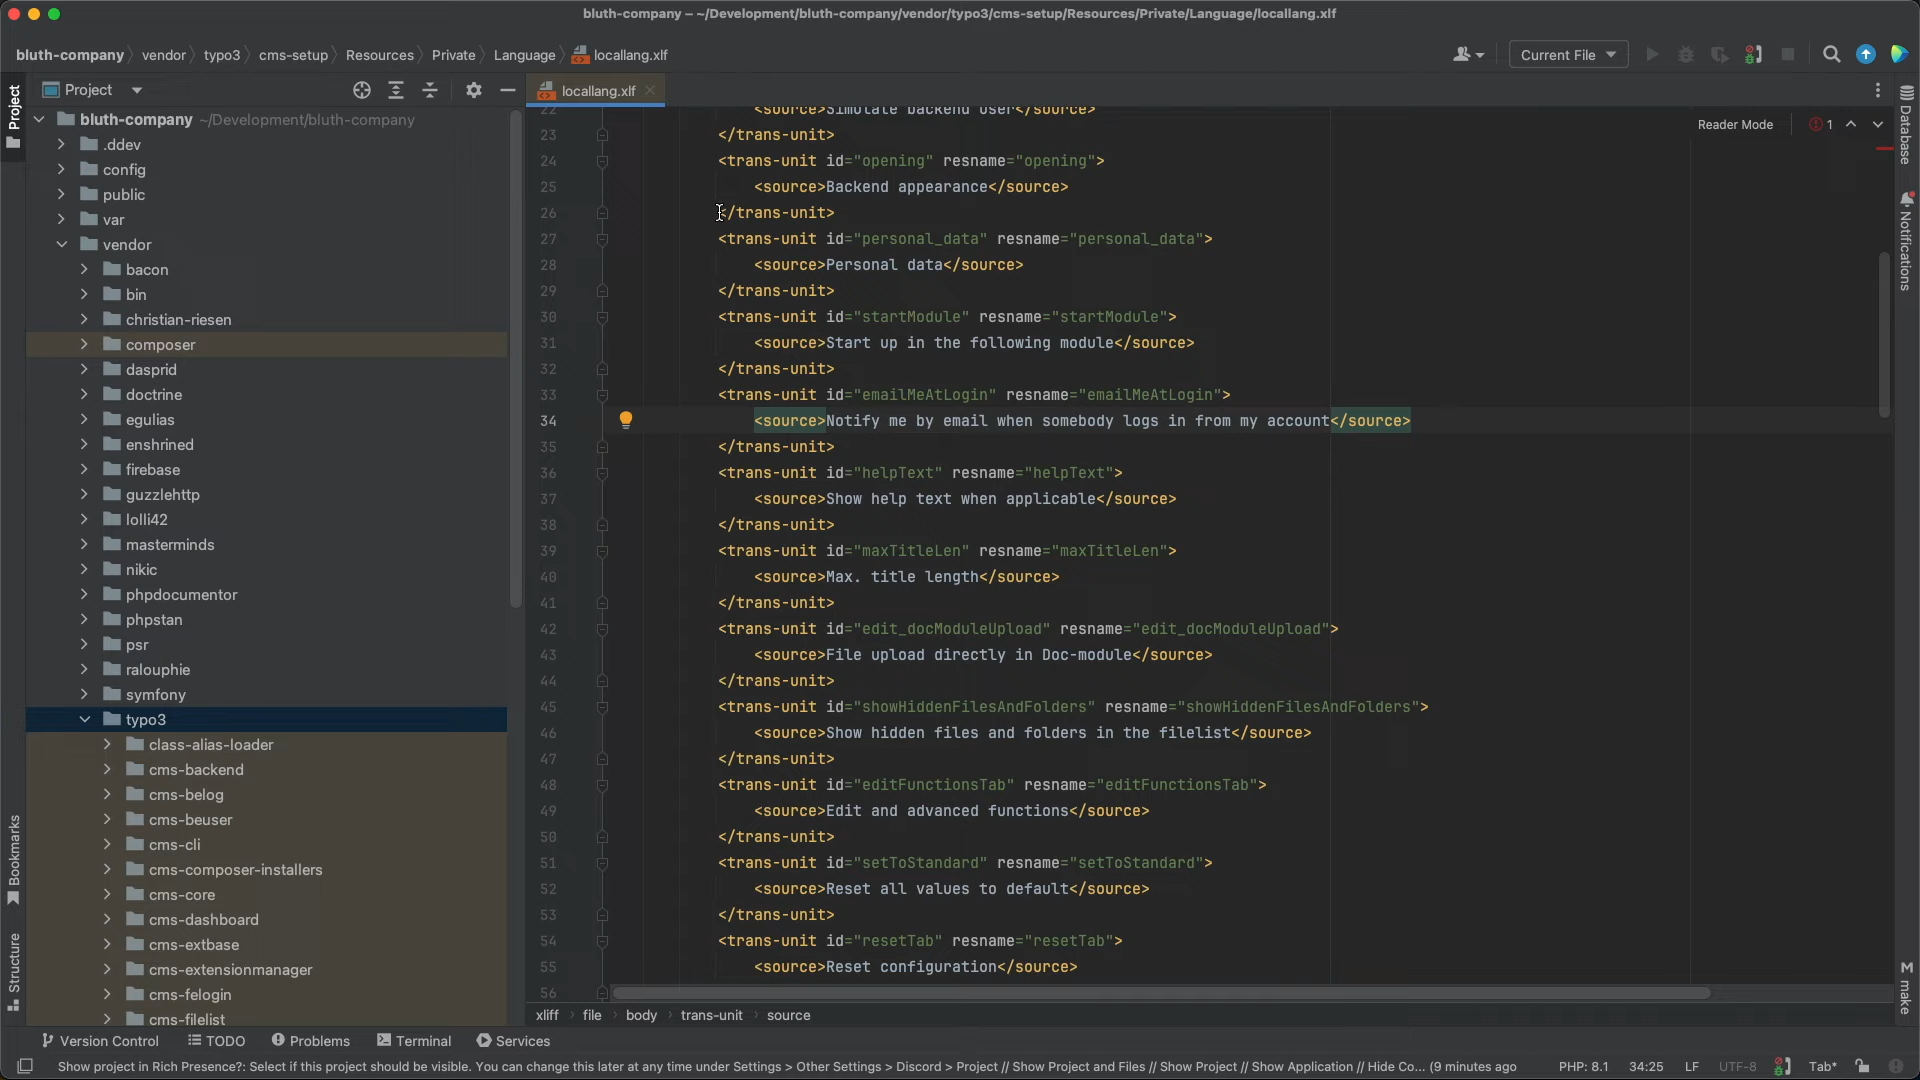 bluth-company – ~/Development/bluth-company/vendor/typo3/cms-setup/Resources/Private/Language/locallang.xlf
bluth-company vendor typo3 cms-setup Resources Private Language locallang.xlf
Current File
Project
locallang.xlf
Project
Bookmarks
Structure
bluth-company ~/Development/bluth-company
.ddev
config
public
var
vendor
bacon
bin
christian-riesen
composer
dasprid
doctrine
egulias
enshrined
firebase
guzzlehttp
lolli42
masterminds
nikic
phpdocumentor
phpstan
psr
ralouphie
symfony
typo3
class-alias-loader
cms-backend
cms-belog
cms-beuser
cms-cli
cms-composer-installers
cms-core
cms-dashboard
cms-extbase
cms-extensionmanager
cms-felogin
cms-filelist
Reader Mode
1
22 <source>Simulate backend user</source>
23 </trans-unit>
24 <trans-unit id="opening" resname="opening">
25 <source>Backend appearance</source>
26 </trans-unit>
27 <trans-unit id="personal_data" resname="personal_data">
28 <source>Personal data</source>
29 </trans-unit>
30 <trans-unit id="startModule" resname="startModule">
31 <source>Start up in the following module</source>
32 </trans-unit>
33 <trans-unit id="emailMeAtLogin" resname="emailMeAtLogin">
34 <source>Notify me by email when somebody logs in from my account</source>
35 </trans-unit>
36 <trans-unit id="helpText" resname="helpText">
37 <source>Show help text when applicable</source>
38 </trans-unit>
39 <trans-unit id="maxTitleLen" resname="maxTitleLen">
40 <source>Max. title length</source>
41 </trans-unit>
42 <trans-unit id="edit_docModuleUpload" resname="edit_docModuleUpload">
43 <source>File upload directly in Doc-module</source>
44 </trans-unit>
45 <trans-unit id="showHiddenFilesAndFolders" resname="showHiddenFilesAndFolders">
46 <source>Show hidden files and folders in the filelist</source>
47 </trans-unit>
48 <trans-unit id="editFunctionsTab" resname="editFunctionsTab">
49 <source>Edit and advanced functions</source>
50 </trans-unit>
51 <trans-unit id="setToStandard" resname="setToStandard">
52 <source>Reset all values to default</source>
53 </trans-unit>
54 <trans-unit id="resetTab" resname="resetTab">
55 <source>Reset configuration</source>
56
Database
Notifications
M make
xliff file body trans-unit source
Version Control TODO Problems Terminal Services
Show project in Rich Presence?: Select if this project should be visible. You can change this later at any time under Settings > Other Settings > Discord > Project // Show Project and Files // Show Project // Show Application // Hide Co... (9 minutes ago PHP: 8.1 34:25 LF UTF-8 Tab*